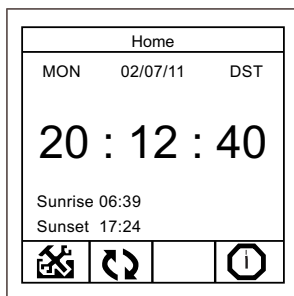 Home
MON 02/07/11 DST
20 : 12 : 40
Sunrise 06:39
Sunset 17:24
i